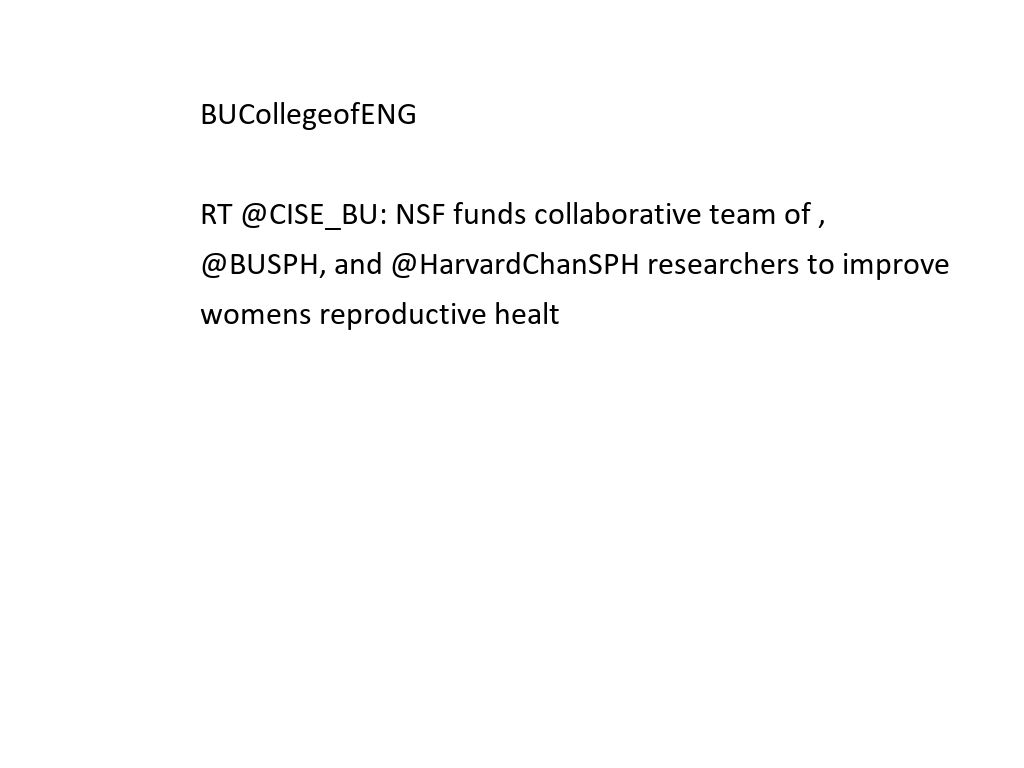 BUCollegeofENG
RT @CISE_BU: NSF funds collaborative team of ,
@BUSPH, and @HarvardChanSPH researchers to improve
womens reproductive healt